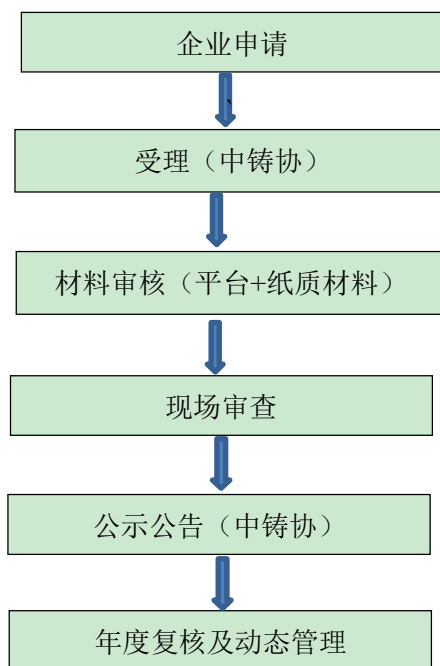 企业申请
、
受理（中铸协）
材料审核（平台+纸质材料）
现场审查
公示公告（中铸协）
年度复核及动态管理